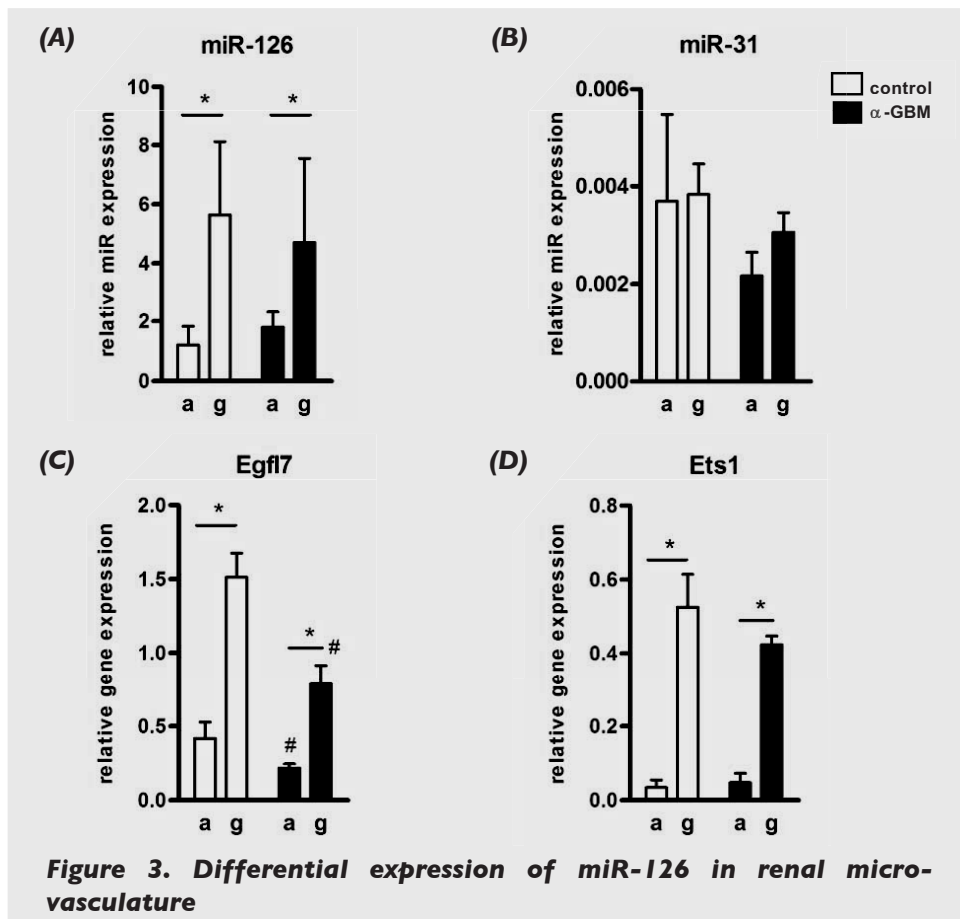 (A)
miR-126
relative miR expression
10
8
6
4
2
0
* *
a g a g
(B)
miR-31
relative miR expression
0.006
0.004
0.002
0.000
a g a g
control
α-GBM
(C)
Egfl7
relative gene expression
2.0
1.5
1.0
0.5
0.0
*
* #
#
a g a g
(D)
Ets1
relative gene expression
0.8
0.6
0.4
0.2
0.0
*
*
a g a g
Figure 3. Differential expression of miR-126 in renal micro-
vasculature